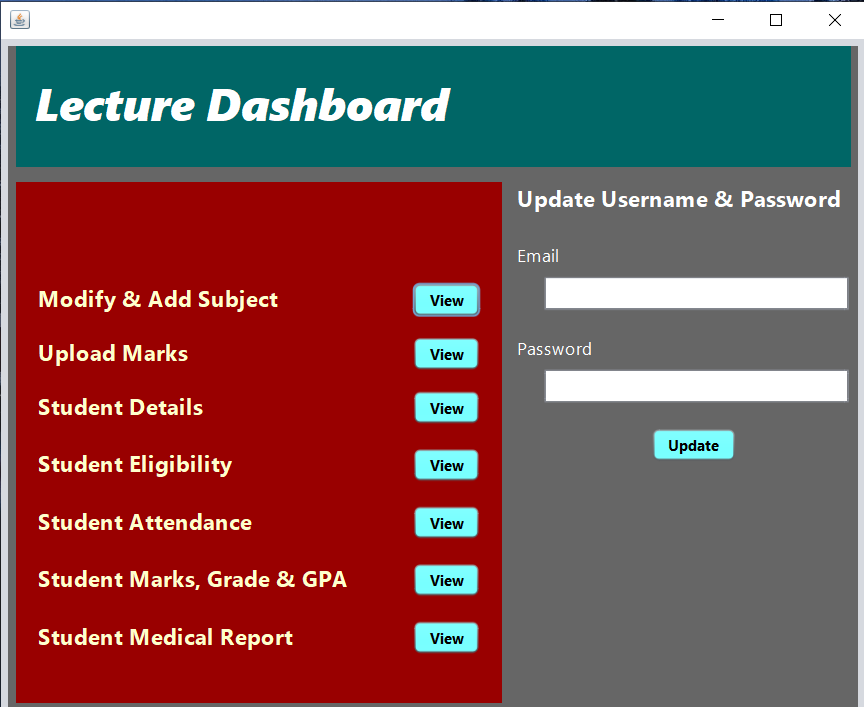 Lecture Dashboard
Modify & Add Subject View
Upload Marks View
Student Details View
Student Eligibility View
Student Attendance View
Student Marks, Grade & GPA View
Student Medical Report View
Update Username & Password
Email
Password
Update